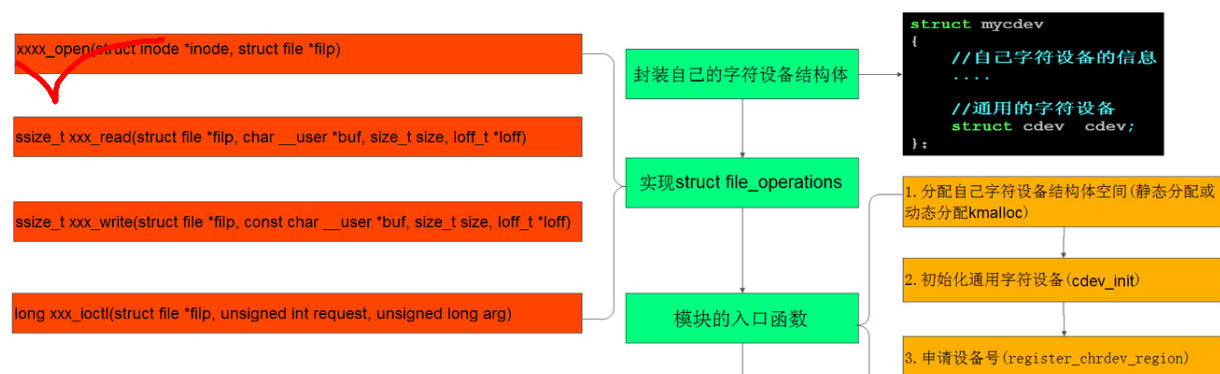 xxxx_open(struct inode *inode, struct file *filp)
ssize_t xxx_read(struct file *filp, char __user *buf, size_t size, loff_t *loff)
ssize_t xxx_write(struct file *filp, const char __user *buf, size_t size, loff_t *loff)
long xxx_ioctl(struct file *filp, unsigned int request, unsigned long arg)
封装自己的字符设备结构体
实现struct file_operations
模块的入口函数
struct mycdev
{
//自己字符设备的信息
....
//通用的字符设备
struct cdev cdev;
};
1.分配自己字符设备结构体空间(静态分配或
动态分配kmalloc)
2.初始化通用字符设备(cdev_init)
3.申请设备号(register_chrdev_region)